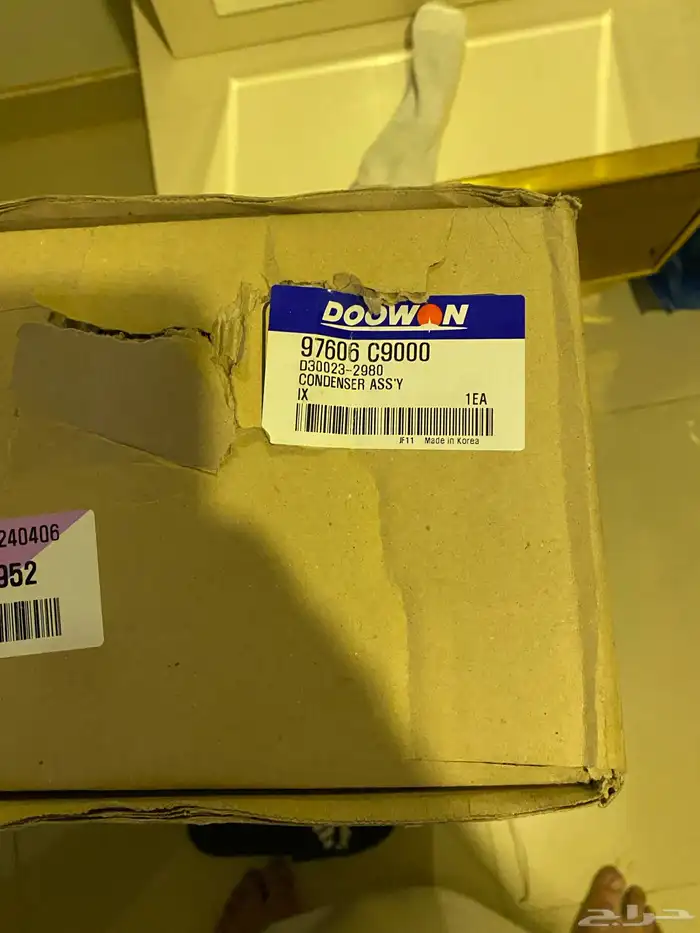 DOOWON
97606 C9000
D30023-2980
CONDENSER ASS'Y
IX 1EA
JF11 Made in Korea
240406
952
حراج